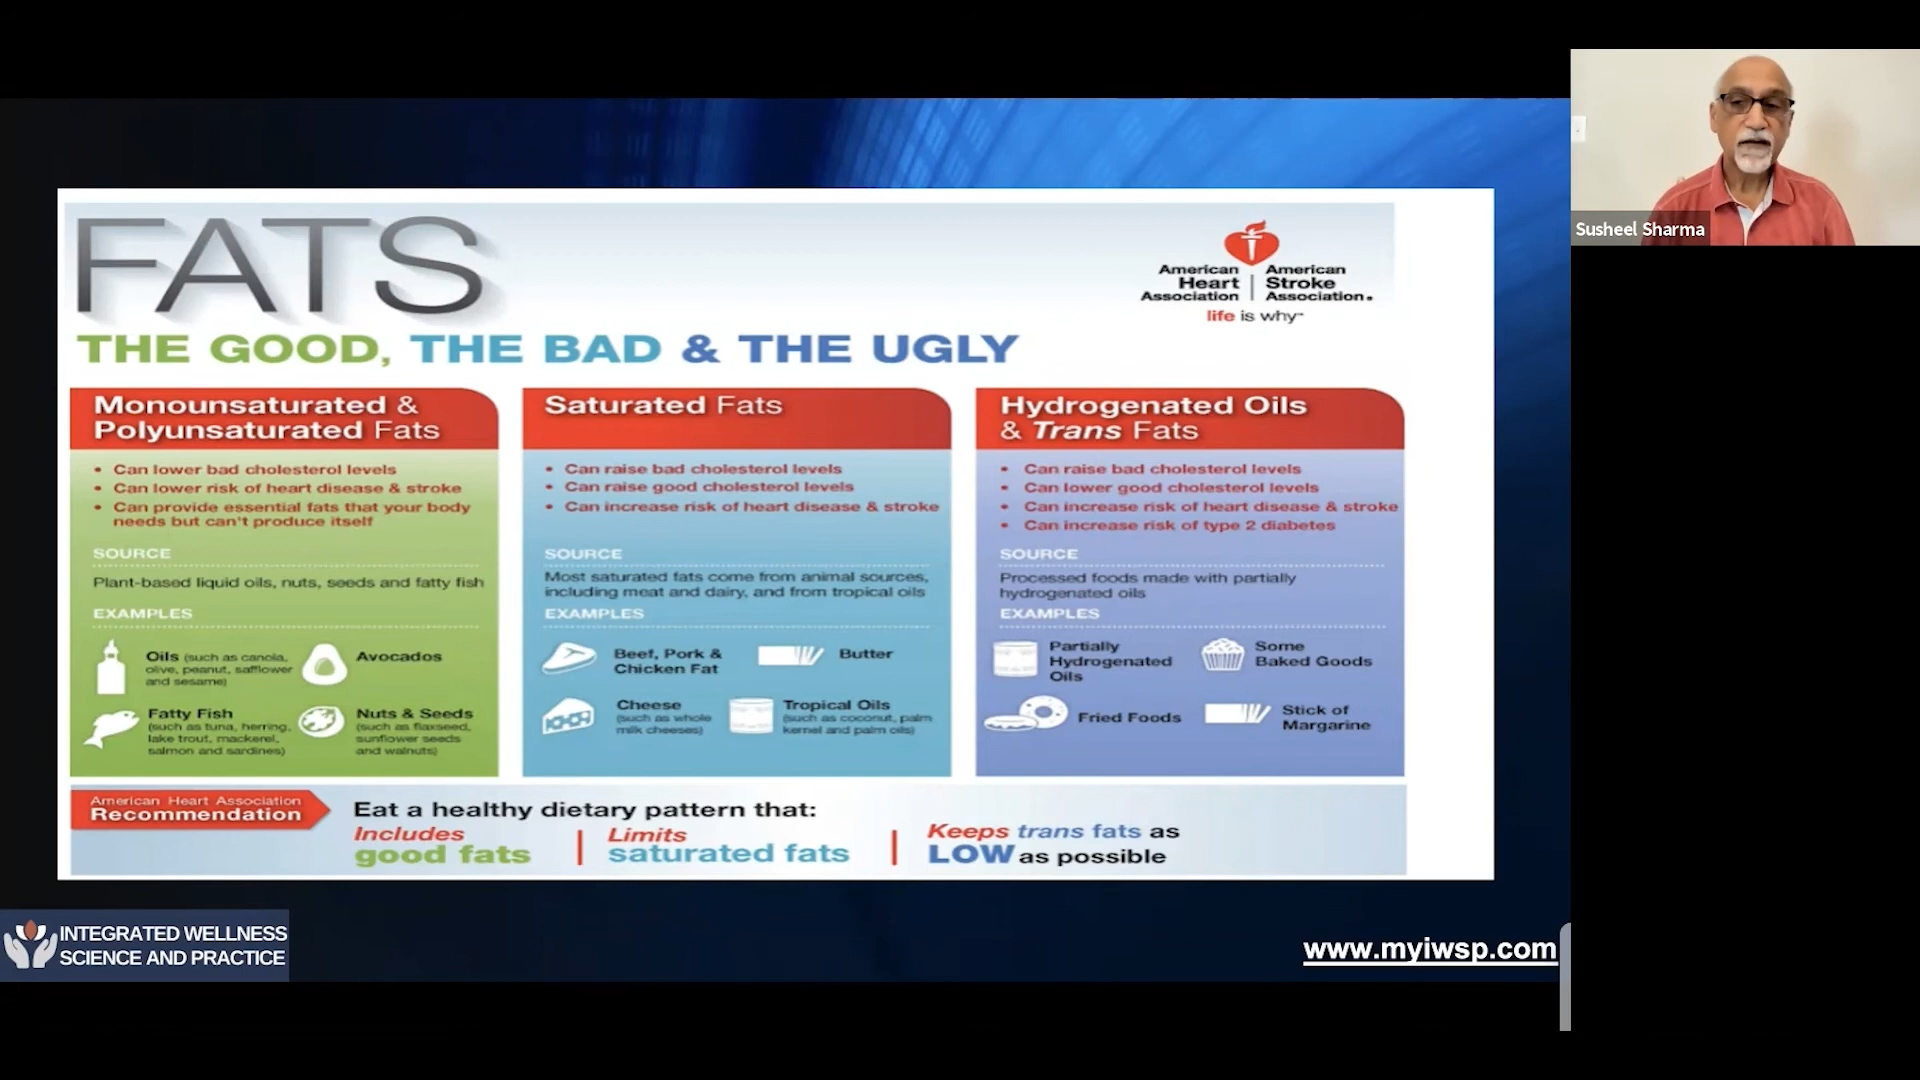 Susheel Sharma
FATS
American Heart Association
American Stroke Association®
life is why™
THE GOOD, THE BAD & THE UGLY
Monounsaturated &
Polyunsaturated Fats
• Can lower bad cholesterol levels
• Can lower risk of heart disease & stroke
• Can provide essential fats that your body
needs but can't produce itself
SOURCE
Plant-based liquid oils, nuts, seeds and fatty fish
EXAMPLES
Oils (such as canola,
olive, peanut, safflower
and sesame)
Avocados
Fatty Fish
(such as tuna, herring,
lake trout, mackerel,
salmon and sardines)
Nuts & Seeds
(such as flaxseed,
sunflower seeds
and walnuts)
Saturated Fats
• Can raise bad cholesterol levels
• Can raise good cholesterol levels
• Can increase risk of heart disease & stroke
SOURCE
Most saturated fats come from animal sources,
including meat and dairy, and from tropical oils
EXAMPLES
Beef, Pork &
Chicken Fat
Butter
Cheese
(such as whole
milk cheeses)
Tropical Oils
(such as coconut, palm
kernel and palm oils)
Hydrogenated Oils
& Trans Fats
• Can raise bad cholesterol levels
• Can lower good cholesterol levels
• Can increase risk of heart disease & stroke
• Can increase risk of type 2 diabetes
SOURCE
Processed foods made with partially
hydrogenated oils
EXAMPLES
Partially
Hydrogenated
Oils
Some
Baked Goods
Fried Foods
Stick of
Margarine
American Heart Association
Recommendation
Eat a healthy dietary pattern that:
Includes
good fats
Limits
saturated fats
Keeps trans fats as
LOW as possible
INTEGRATED WELLNESS
SCIENCE AND PRACTICE
www.myiwsp.com